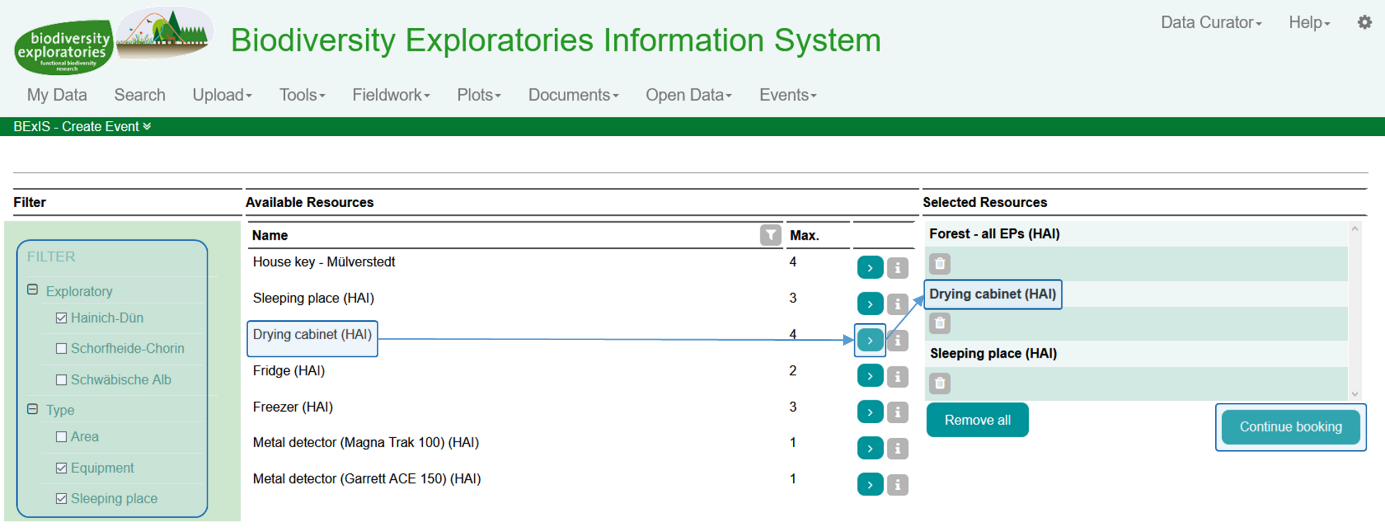 biodiversity
exploratories
functional biodiversity
research
Biodiversity Exploratories Information System
Data Curator
Help
My Data Search Upload Tools Fieldwork Plots Documents Open Data Events
BExIS - Create Event
Filter
FILTER
Exploratory
Hainich-Dün
Schorfheide-Chorin
Schwäbische Alb
Type
Area
Equipment
Sleeping place
Available Resources
Name Max.
House key - Mülverstedt 4
Sleeping place (HAI) 3
Drying cabinet (HAI) 4
Fridge (HAI) 2
Freezer (HAI) 3
Metal detector (Magna Trak 100) (HAI) 1
Metal detector (Garrett ACE 150) (HAI) 1
Selected Resources
Forest - all EPs (HAI)
Drying cabinet (HAI)
Sleeping place (HAI)
Remove all
Continue booking